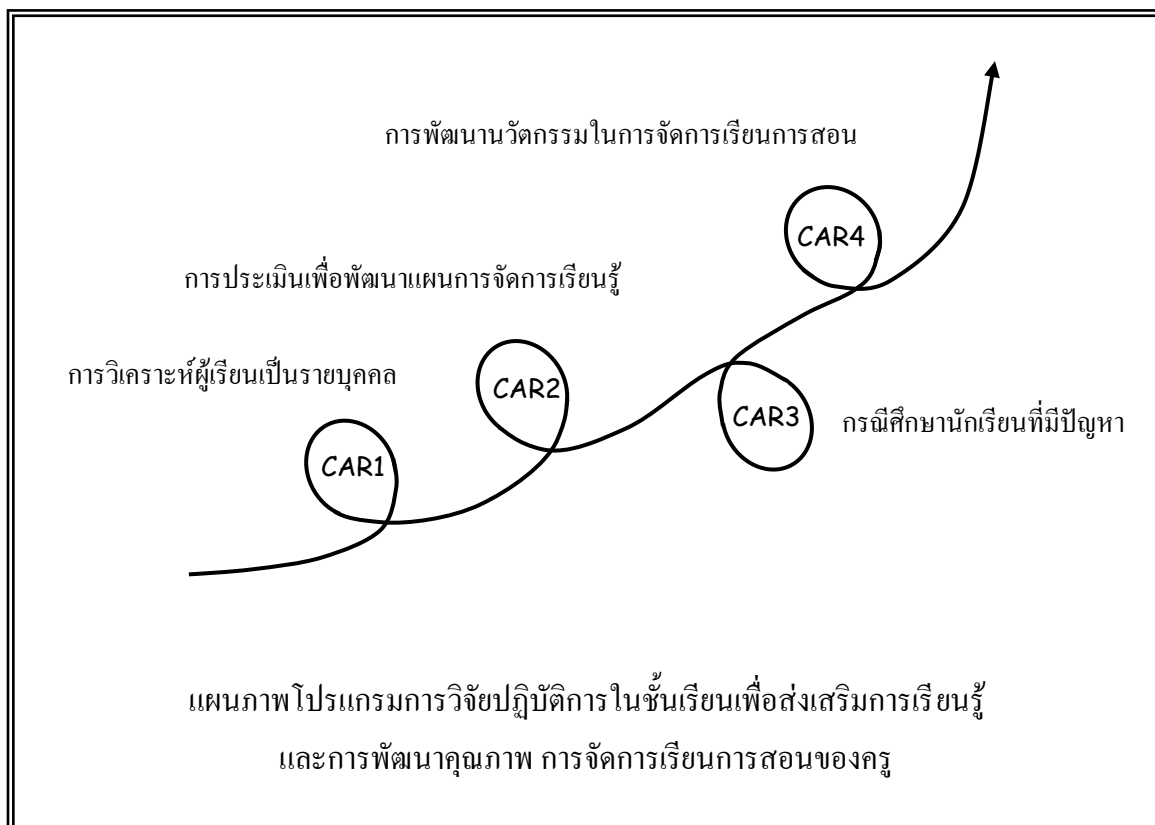 การพัฒนานวัตกรรมในการจัดการเรียนการสอน
CAR4
การประเมินเพื่อพัฒนาแผนการจัดการเรียนรู้
การวิเคราะห์ผู้เรียนเป็นรายบุคคล
CAR2
CAR3
กรณีศึกษานักเรียนที่มีปัญหา
CAR1
แผนภาพโปรแกรมการวิจัยปฏิบัติการในชั้นเรียนเพื่อส่งเสริมการเรียนรู้
และการพัฒนาคุณภาพ การจัดการเรียนการสอนของครู